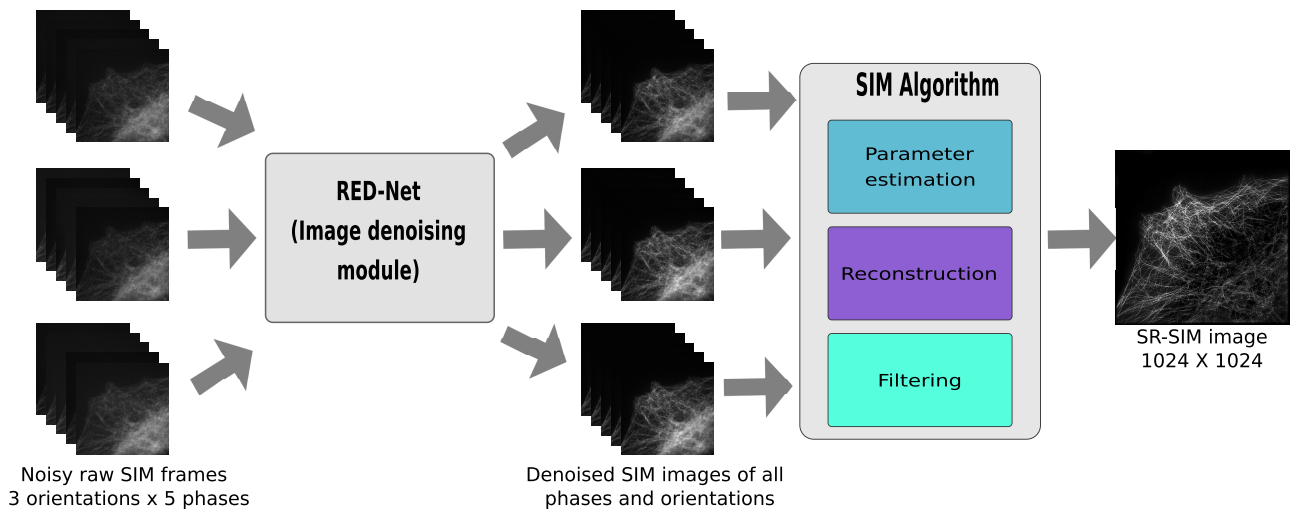 SIM Algorithm
Parameter
estimation
RED-Net
(Image denoising
module)
Reconstruction
SR-SIM image
1024 X 1024
Filtering
Noisy raw SIM frames
3 orientations x 5 phases
Denoised SIM images of all
phases and orientations